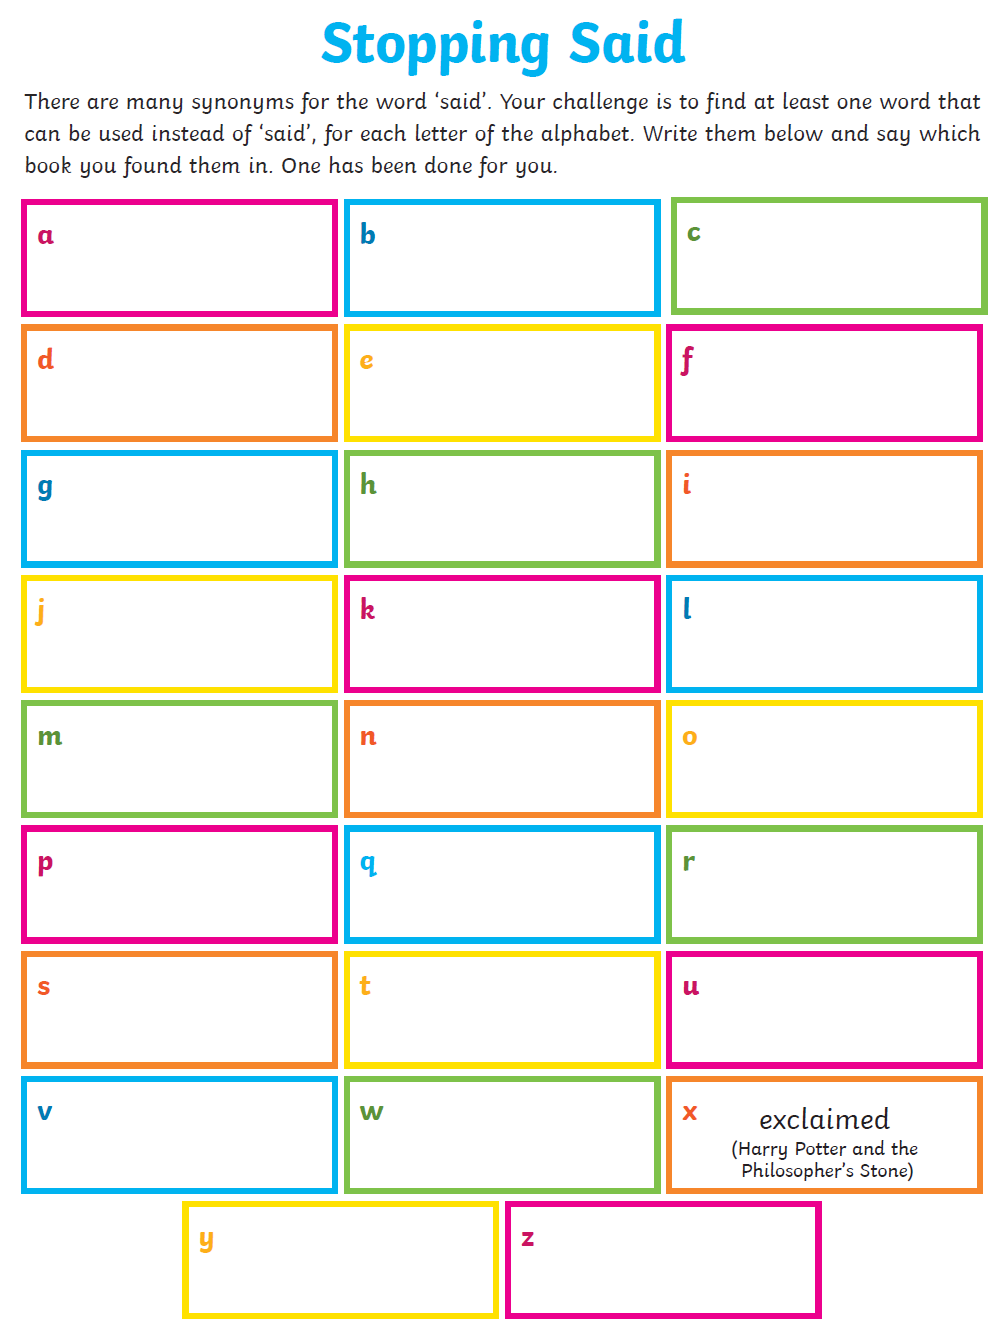 Stopping Said
There are many synonyms for the word ‘said’. Your challenge is to find at least one word that
can be used instead of ‘said’, for each letter of the alphabet. Write them below and say which
book you found them in. One has been done for you.
a
b
c
d
e
f
g
h
i
j
k
l
m
n
o
p
q
r
s
t
u
v
w
x
exclaimed
(Harry Potter and the
Philosopher’s Stone)
y
z